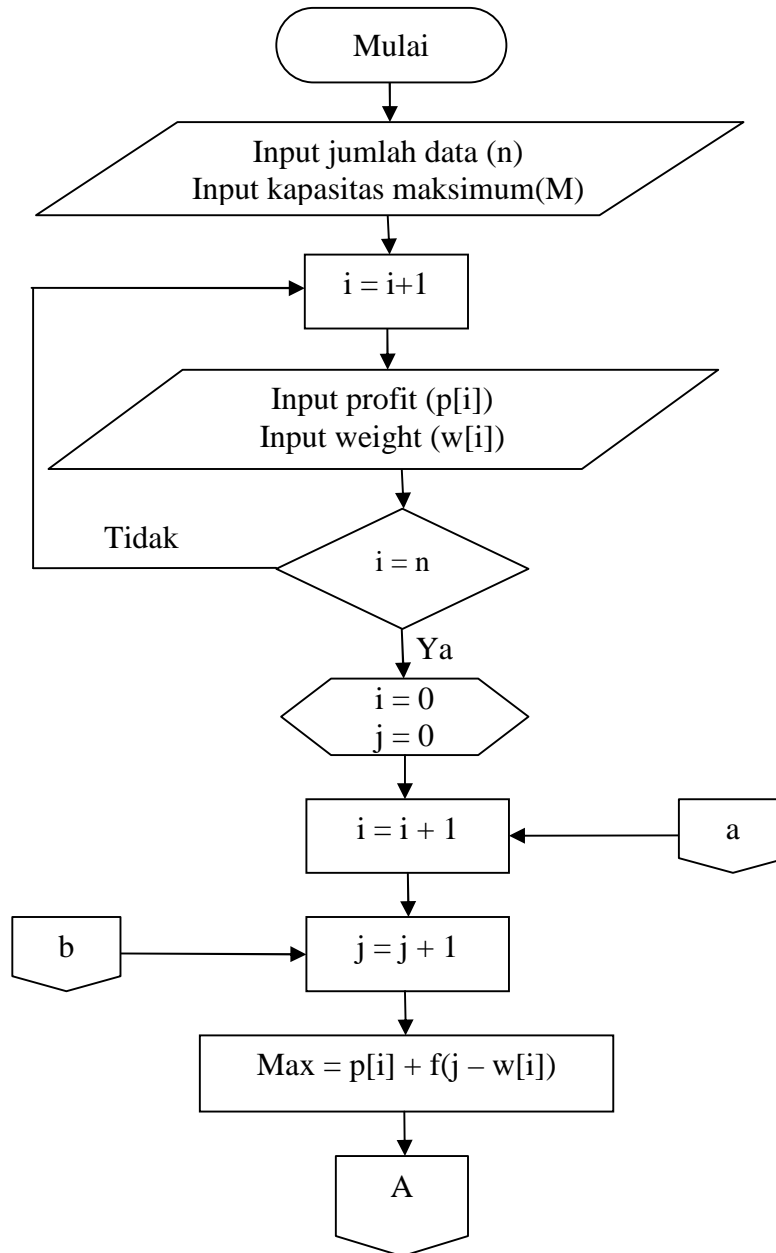 Mulai
Input jumlah data (n)
Input kapasitas maksimum(M)
i = i+1
Input profit (p[i])
Input weight (w[i])
Tidak
i = n
Ya
i = 0
j = 0
i = i + 1
a
b
j = j + 1
Max = p[i] + f(j – w[i])
A